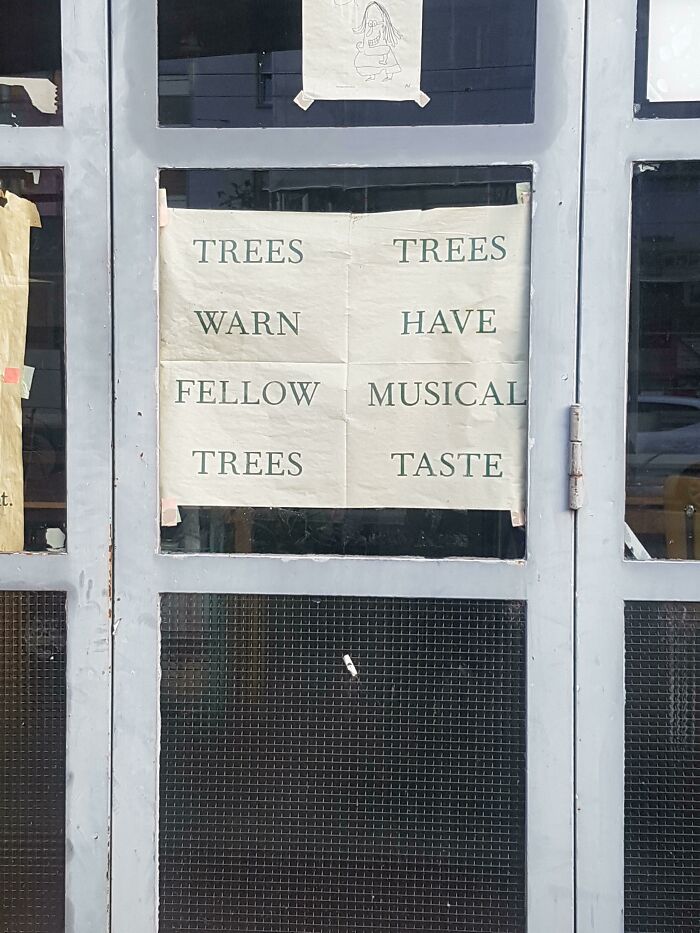 TREES
WARN
FELLOW
TREES
TREES
HAVE
MUSICAL
TASTE
t.